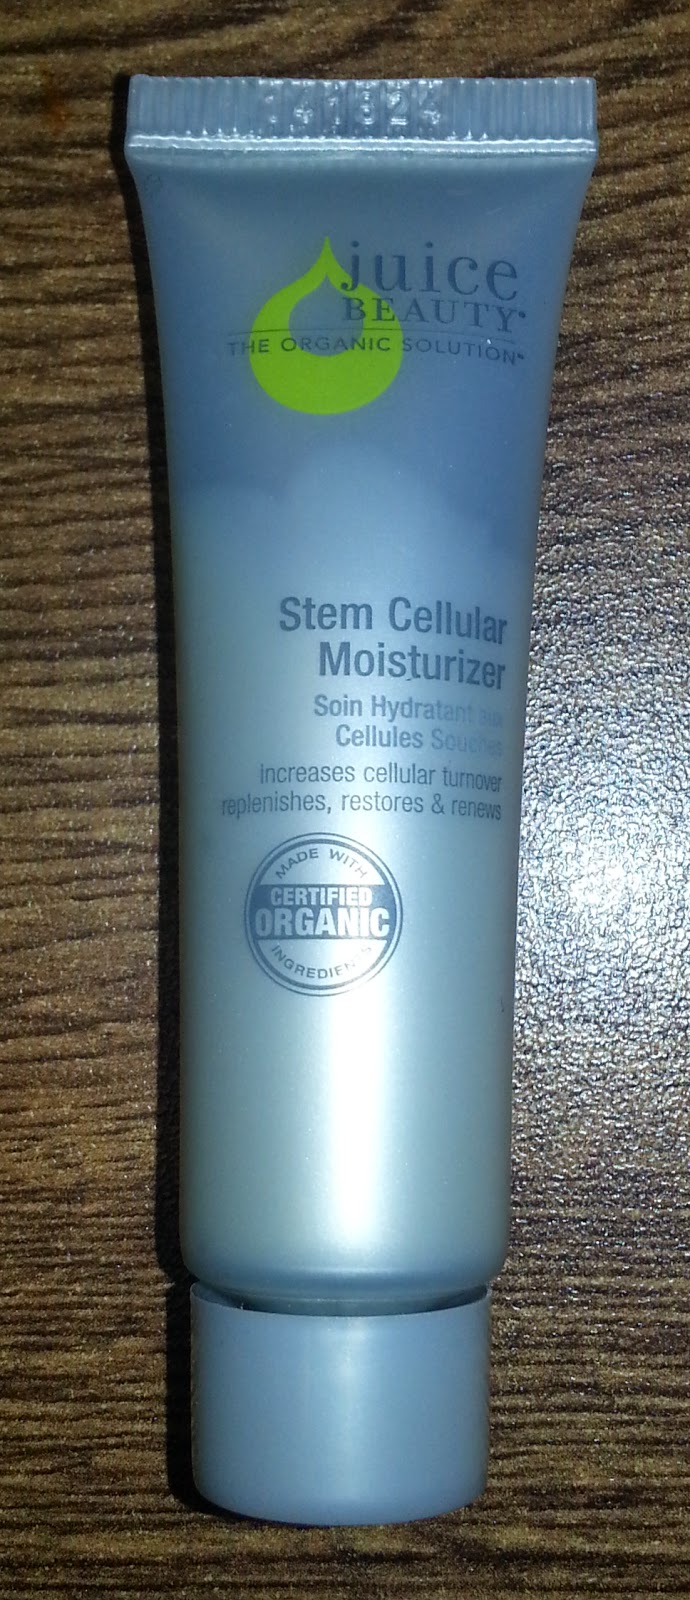 141324
juice
BEAUTY®
THE ORGANIC SOLUTION
Stem Cellular
Moisturizer
Soin Hydratant aux
Cellules Souches
increases cellular turnover
replenishes, restores & renews
MADE WITH
CERTIFIED
ORGANIC
INGREDIENTS